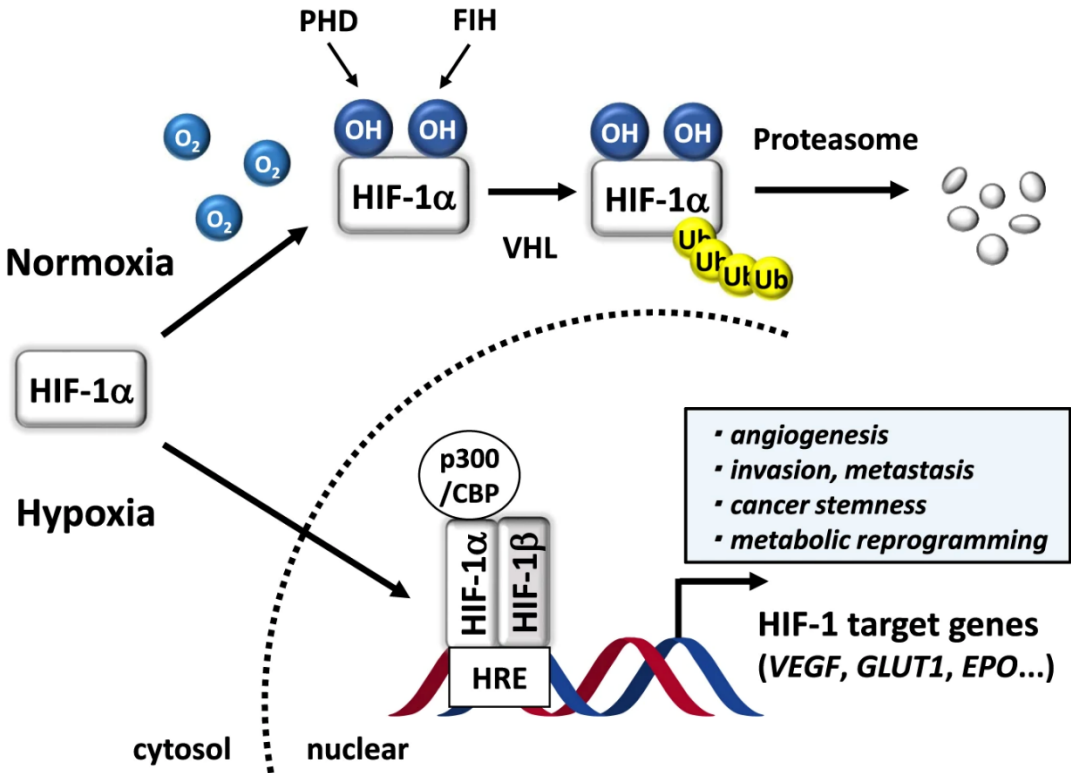 PHD
FIH
OH
OH
OH
OH
O2
O2
O2
HIF-1α
HIF-1α
Proteasome
VHL
Ub
Ub
Ub
Ub
Normoxia
HIF-1α
Hypoxia
p300
/CBP
HIF-1α
HIF-1β
HRE
・angiogenesis
・invasion, metastasis
・cancer stemness
・metabolic reprogramming
HIF-1 target genes
(VEGF, GLUT1, EPO...)
cytosol
nuclear